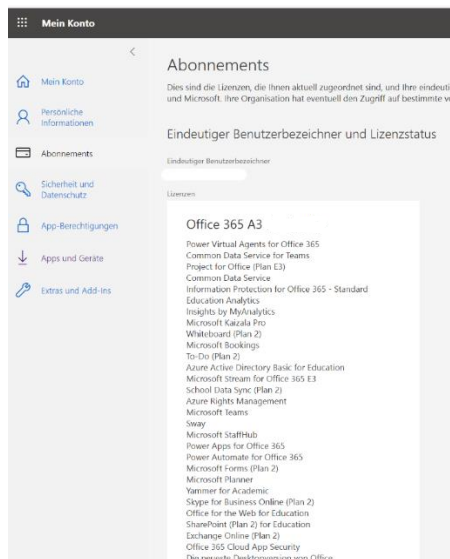 Mein Konto
Mein Konto
Persönliche
Informationen
Abonnements
Sicherheit und
Datenschutz
App-Berechtigungen
Apps und Geräte
Extras und Add-Ins
Abonnements
Dies sind die Lizenzen, die Ihnen aktuell zugeordnet sind, und Ihre eindeuti
und Microsoft. Ihre Organisation hat eventuell den Zugriff auf bestimmte v
Eindeutiger Benutzerbezeichner und Lizenzstatus
Eindeutiger Benutzerbezeichner
Lizenzen
Office 365 A3
Power Virtual Agents for Office 365
Common Data Service for Teams
Project for Office (Plan E3)
Common Data Service
Information Protection for Office 365 - Standard
Education Analytics
Insights by MyAnalytics
Microsoft Kaizala Pro
Whiteboard (Plan 2)
Microsoft Bookings
To-Do (Plan 2)
Azure Active Directory Basic for Education
Microsoft Stream for Office 365 E3
School Data Sync (Plan 2)
Azure Rights Management
Microsoft Teams
Sway
Microsoft StaffHub
Power Apps for Office 365
Power Automate for Office 365
Microsoft Forms (Plan 2)
Microsoft Planner
Yammer for Academic
Skype for Business Online (Plan 2)
Office for the Web for Education
SharePoint (Plan 2) for Education
Exchange Online (Plan 2)
Office 365 Cloud App Security
Die neueste Desktopversion von Office